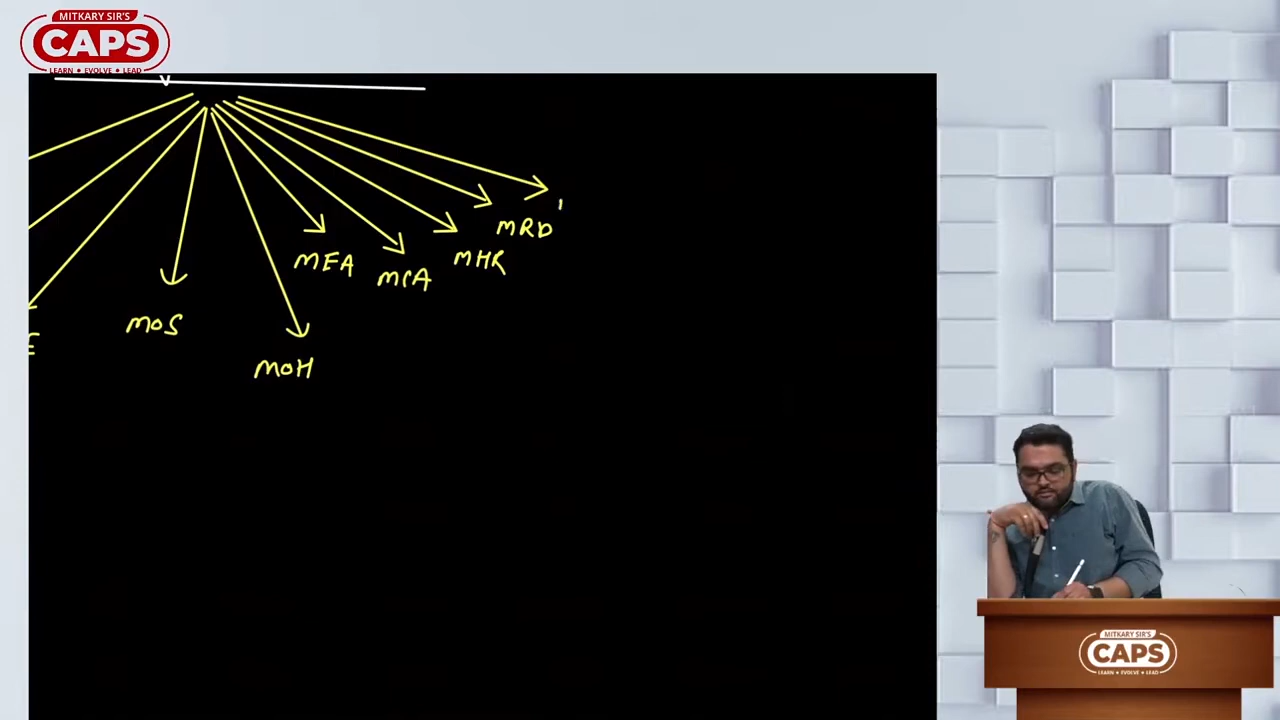 MITKARY SIR'S
CAPS
LEARN • EVOLVE • LEAD
MRD
MEA
MCA
MHR
MOS
MOH
E
MITKARY SIR'S
CAPS
LEARN • EVOLVE • LEAD